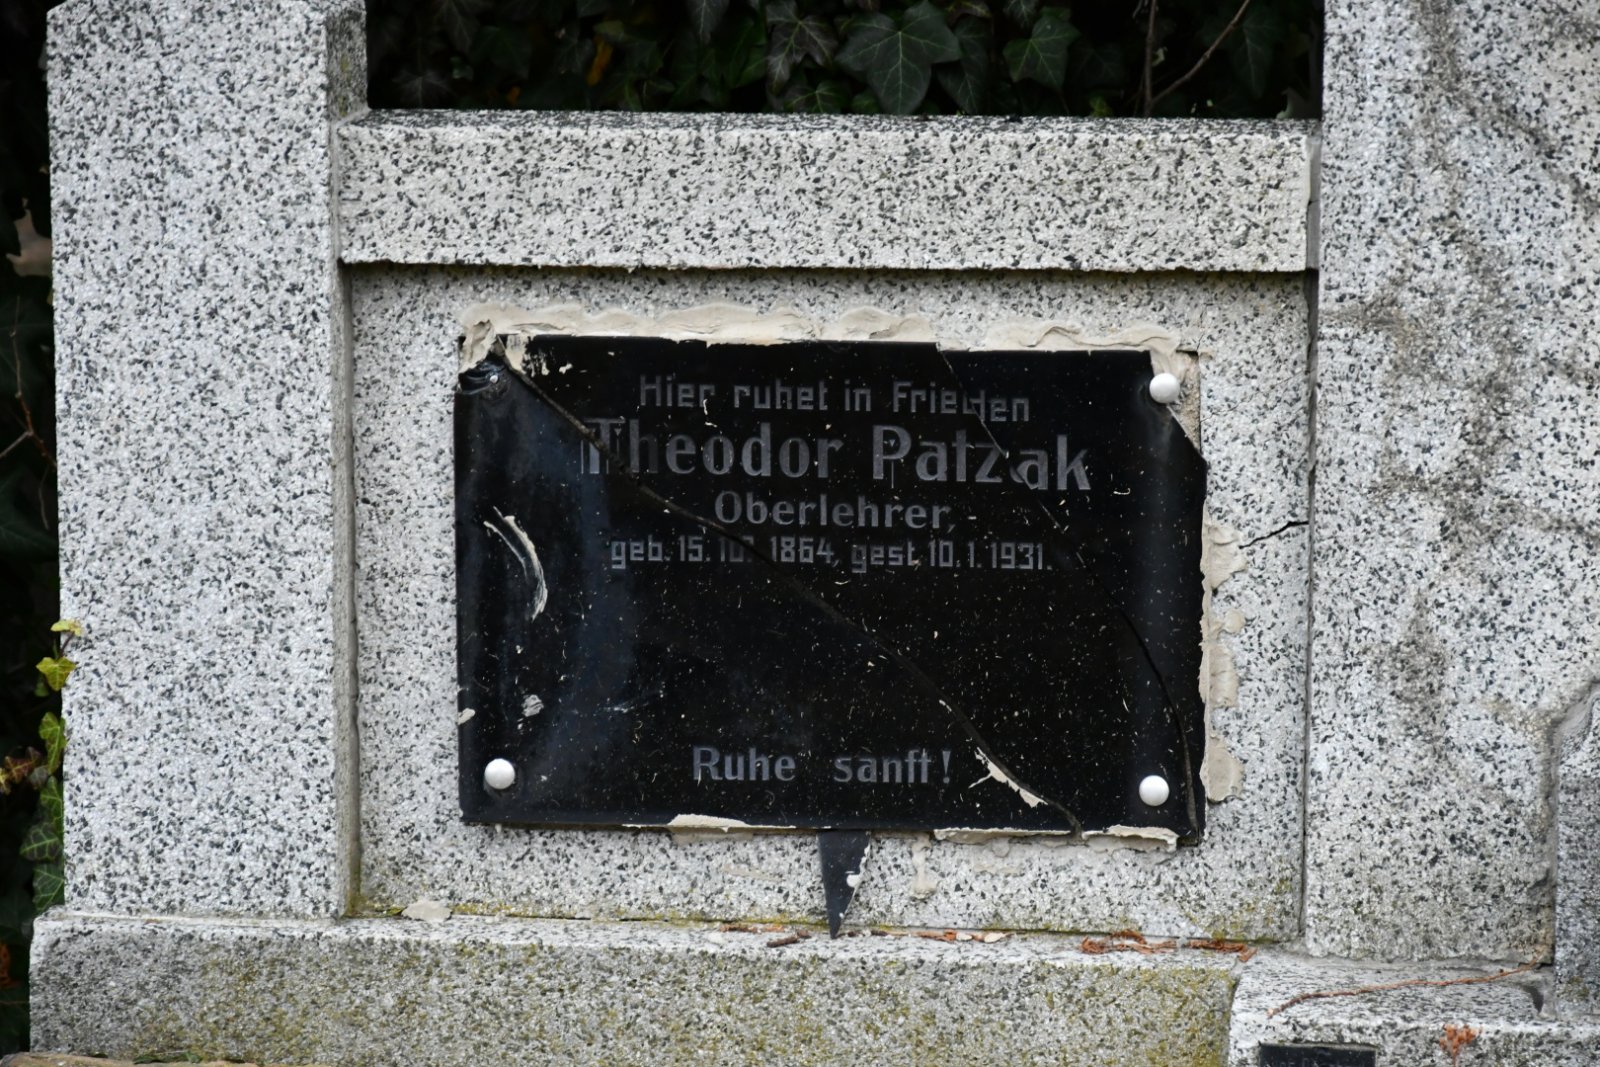 Hier ruhet in Frieden
Theodor Patzak
Oberlehrer,
geb. 15. 10. 1864, gest. 10. 1. 1931.
Ruhe sanft!